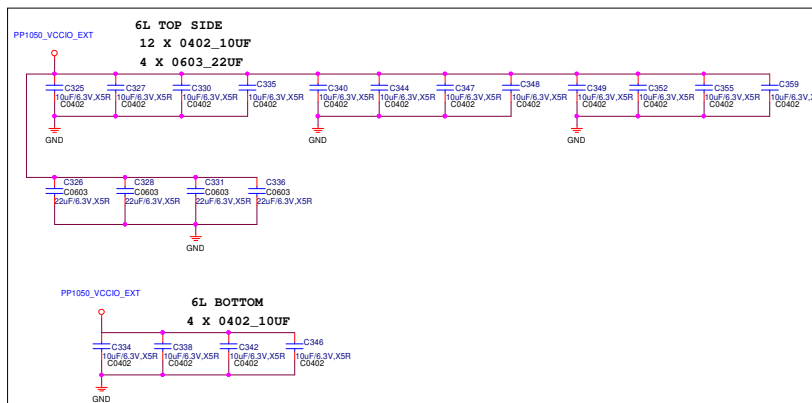 6L TOP SIDE
PP1050_VCCIO_EXT
12 X 0402_10UF
4 X 0603_22UF
C325
10uF/6.3V,X5R
C0402
C327
10uF/6.3V,X5R
C0402
C330
10uF/6.3V,X5R
C0402
C335
10uF/6.3V,X5R
C0402
C340
10uF/6.3V,X5R
C0402
C344
10uF/6.3V,X5R
C0402
C347
10uF/6.3V,X5R
C0402
C348
10uF/6.3V,X5R
C0402
C349
10uF/6.3V,X5R
C0402
C352
10uF/6.3V,X5R
C0402
C355
10uF/6.3V,X5R
C0402
C359
10uF/6.3V,X5R
C0402
GND
GND
GND
C326
C0603
22uF/6.3V,X5R
C328
C0603
22uF/6.3V,X5R
C331
C0603
22uF/6.3V,X5R
C336
C0603
22uF/6.3V,X5R
GND
PP1050_VCCIO_EXT
6L BOTTOM
4 X 0402_10UF
C334
10uF/6.3V,X5R
C0402
C338
10uF/6.3V,X5R
C0402
C342
10uF/6.3V,X5R
C0402
C346
10uF/6.3V,X5R
C0402
GND